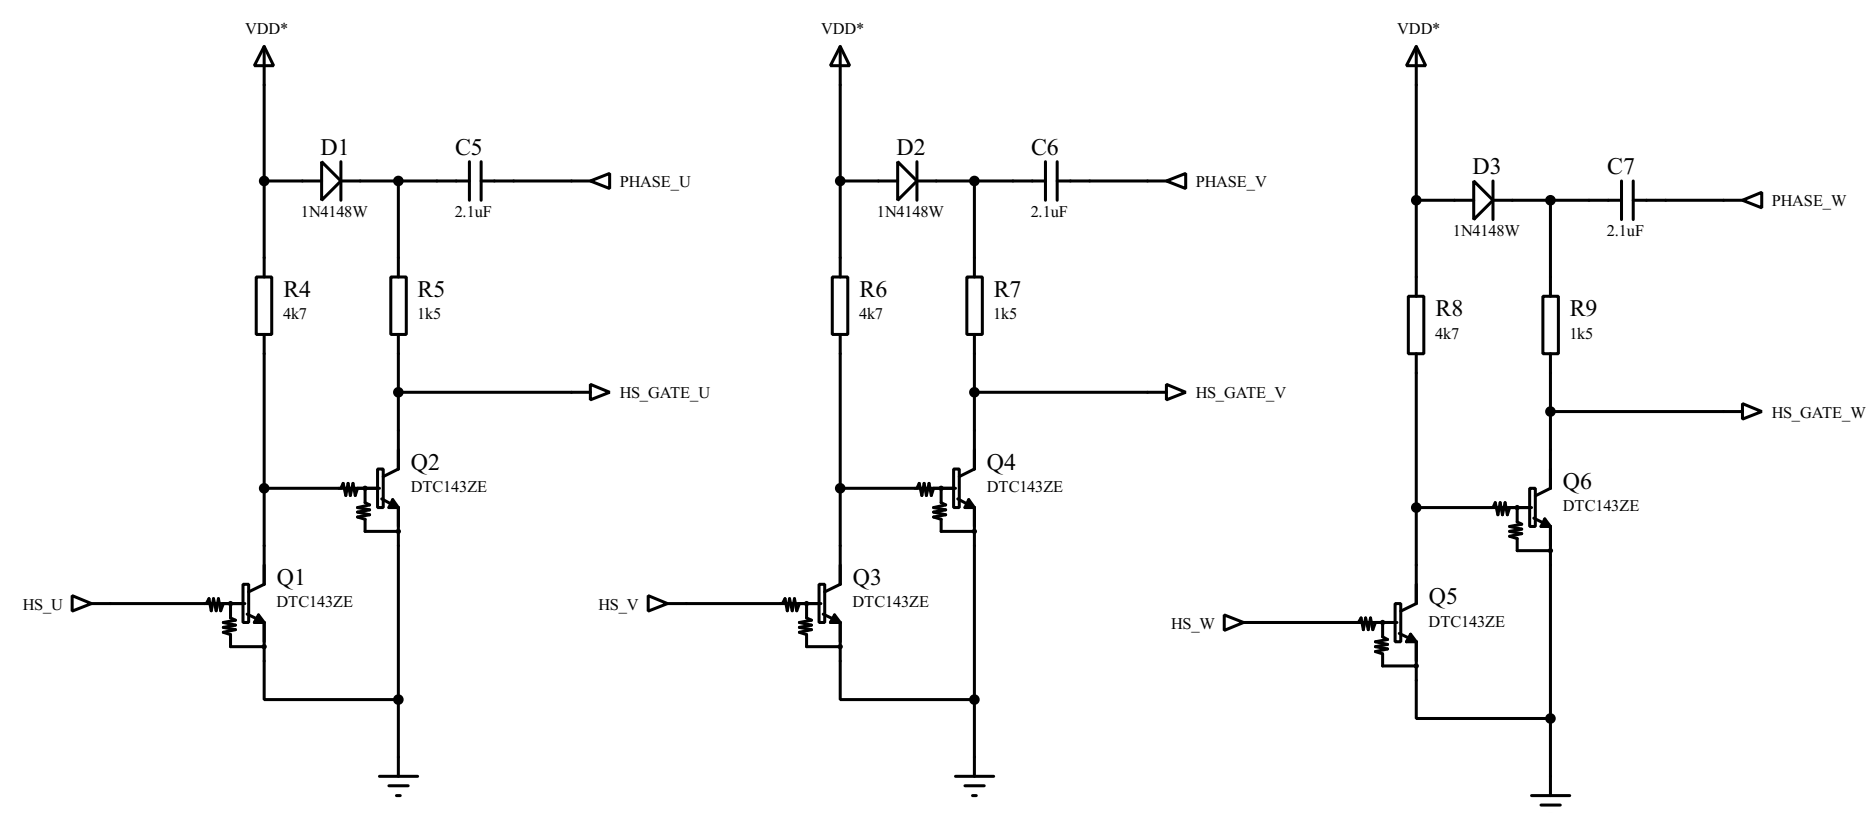 VDD*
D1
1N4148W
C5
2.1uF
PHASE_U
R4
4k7
R5
1k5
HS_GATE_U
Q2
DTC143ZE
Q1
DTC143ZE
HS_U
VDD*
D2
1N4148W
C6
2.1uF
PHASE_V
R6
4k7
R7
1k5
HS_GATE_V
Q4
DTC143ZE
Q3
DTC143ZE
HS_V
VDD*
D3
1N4148W
C7
2.1uF
PHASE_W
R8
4k7
R9
1k5
HS_GATE_W
Q6
DTC143ZE
Q5
DTC143ZE
HS_W